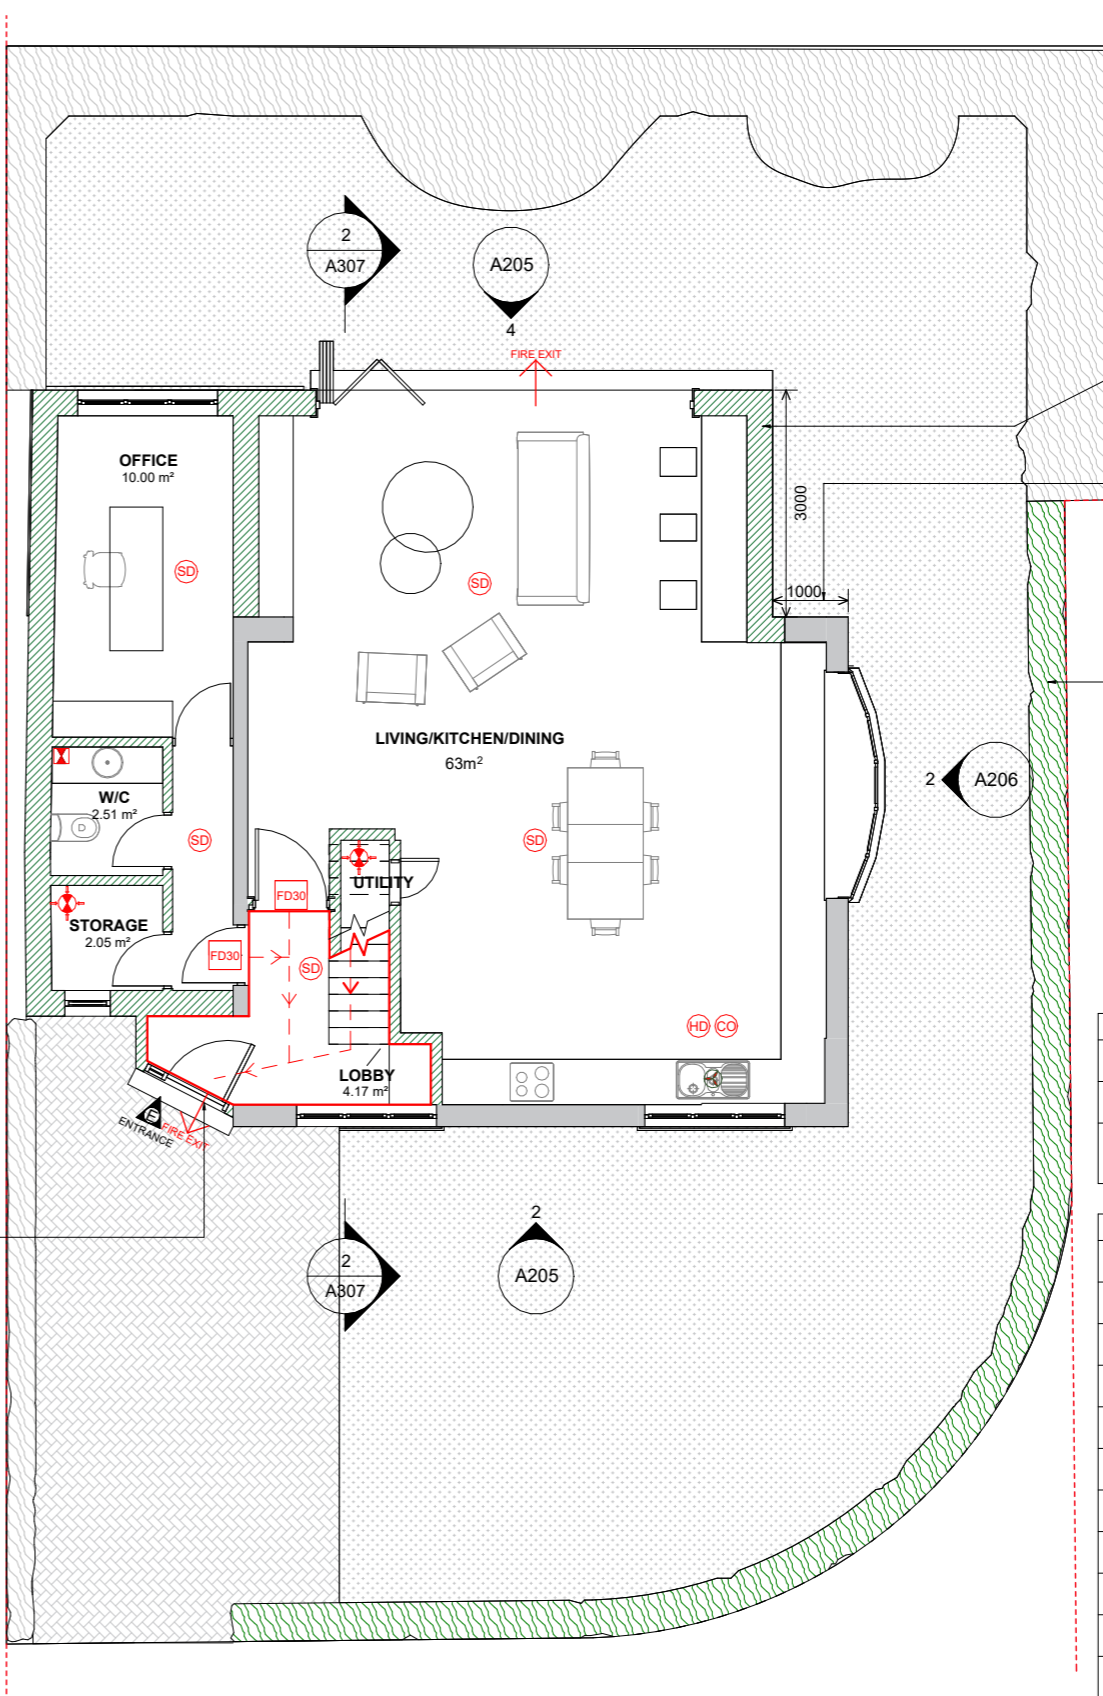 2
A307
A205
4
FIRE EXIT
OFFICE
10.00 m²
SD
SD
3000
1000
LIVING/KITCHEN/DINING
63m²
2
A206
W/C
2.51 m²
D
SD
SD
UTILITY
FD30
STORAGE
2.05 m²
FD30
SD
HD
CO
LOBBY
4.17 m²
E
ENTRANCE
FIRE EXIT
2
A307
2
A205